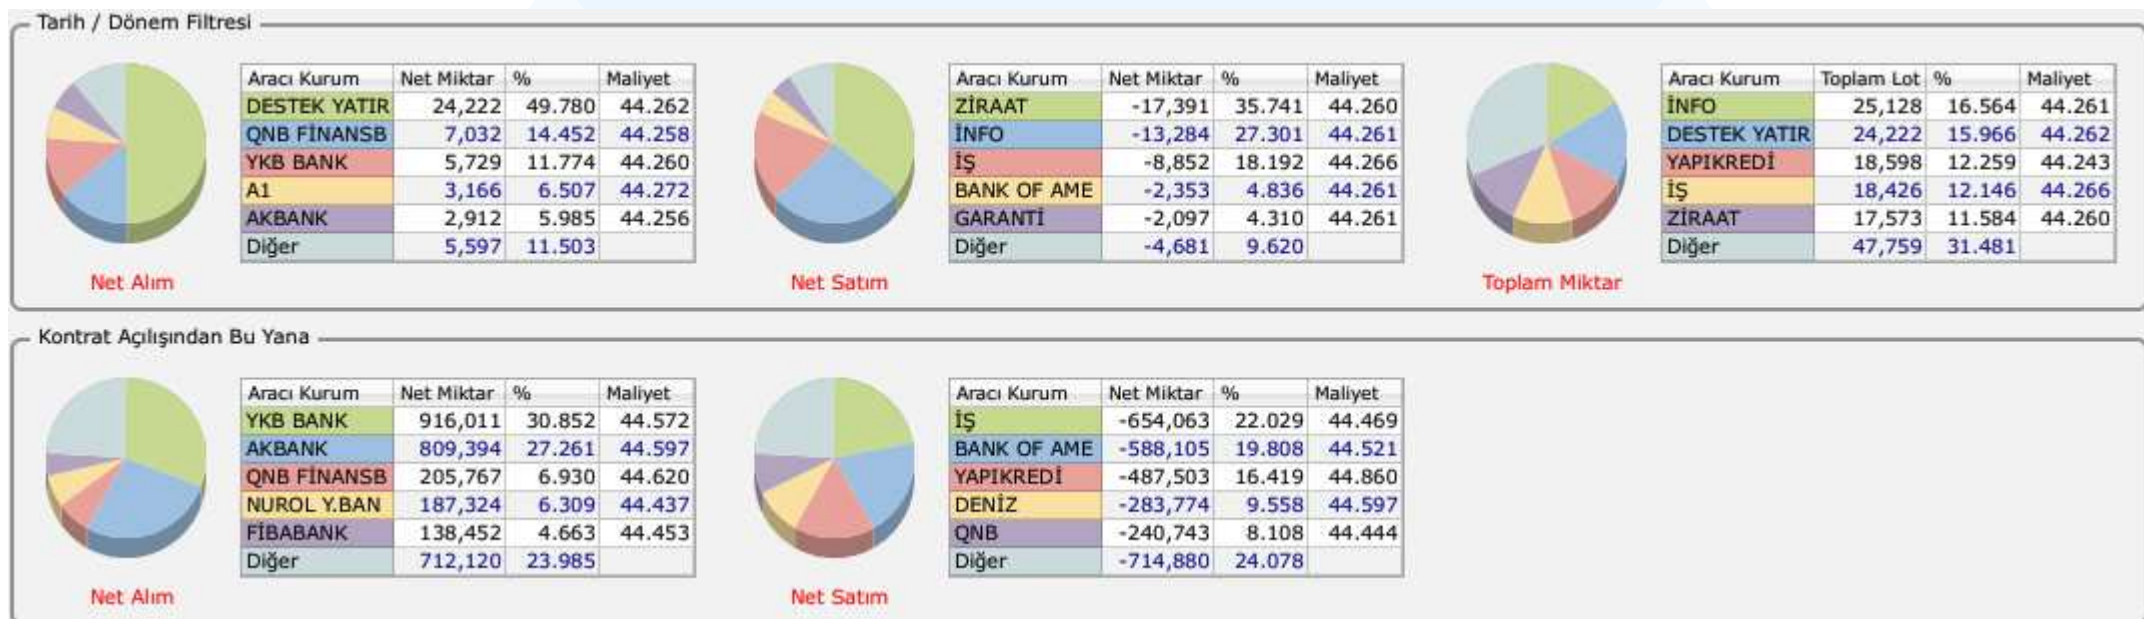 Tarih / Dönem Filtresi
Aracı Kurum Net Miktar % Maliyet
DESTEK YATIR 24,222 49.780 44.262
QNB FİNANSB 7,032 14.452 44.258
YKB BANK 5,729 11.774 44.260
A1 3,166 6.507 44.272
AKBANK 2,912 5.985 44.256
Diğer 5,597 11.503
Net Alım
Aracı Kurum Net Miktar % Maliyet
ZİRAAT -17,391 35.741 44.260
İNFO -13,284 27.301 44.261
İŞ -8,852 18.192 44.266
BANK OF AME -2,353 4.836 44.261
GARANTİ -2,097 4.310 44.261
Diğer -4,681 9.620
Net Satım
Aracı Kurum Toplam Lot % Maliyet
İNFO 25,128 16.564 44.261
DESTEK YATIR 24,222 15.966 44.262
YAPIKREDİ 18,598 12.259 44.243
İŞ 18,426 12.146 44.266
ZİRAAT 17,573 11.584 44.260
Diğer 47,759 31.481
Toplam Miktar
Kontrat Açılışından Bu Yana
Aracı Kurum Net Miktar % Maliyet
YKB BANK 916,011 30.852 44.572
AKBANK 809,394 27.261 44.597
QNB FİNANSB 205,767 6.930 44.620
NUROL Y.BAN 187,324 6.309 44.437
FİBABANK 138,452 4.663 44.453
Diğer 712,120 23.985
Net Alım
Aracı Kurum Net Miktar % Maliyet
İŞ -654,063 22.029 44.469
BANK OF AME -588,105 19.808 44.521
YAPIKREDİ -487,503 16.419 44.860
DENİZ -283,774 9.558 44.597
QNB -240,743 8.108 44.444
Diğer -714,880 24.078
Net Satım